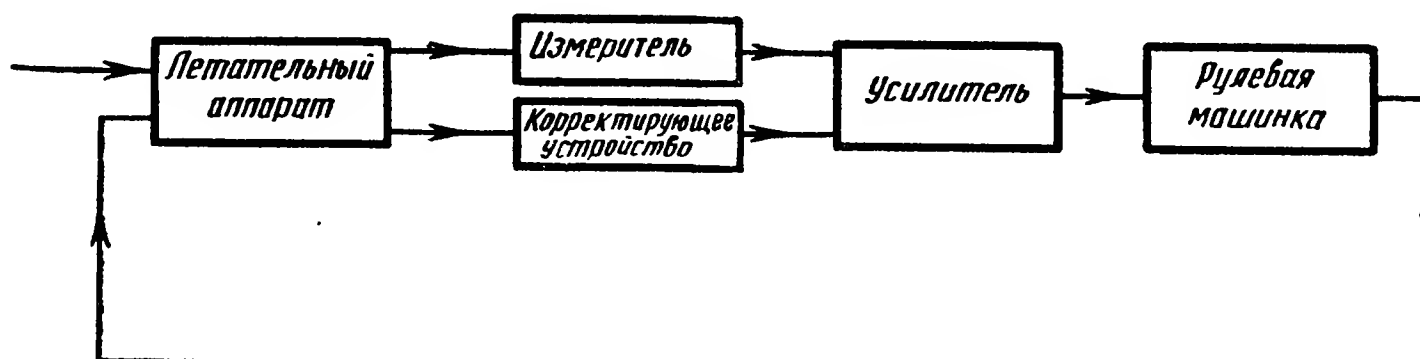 Летательный
аппарат
Измеритель
Корректирующее
устройство
Усилитель
Рулевая
машинка